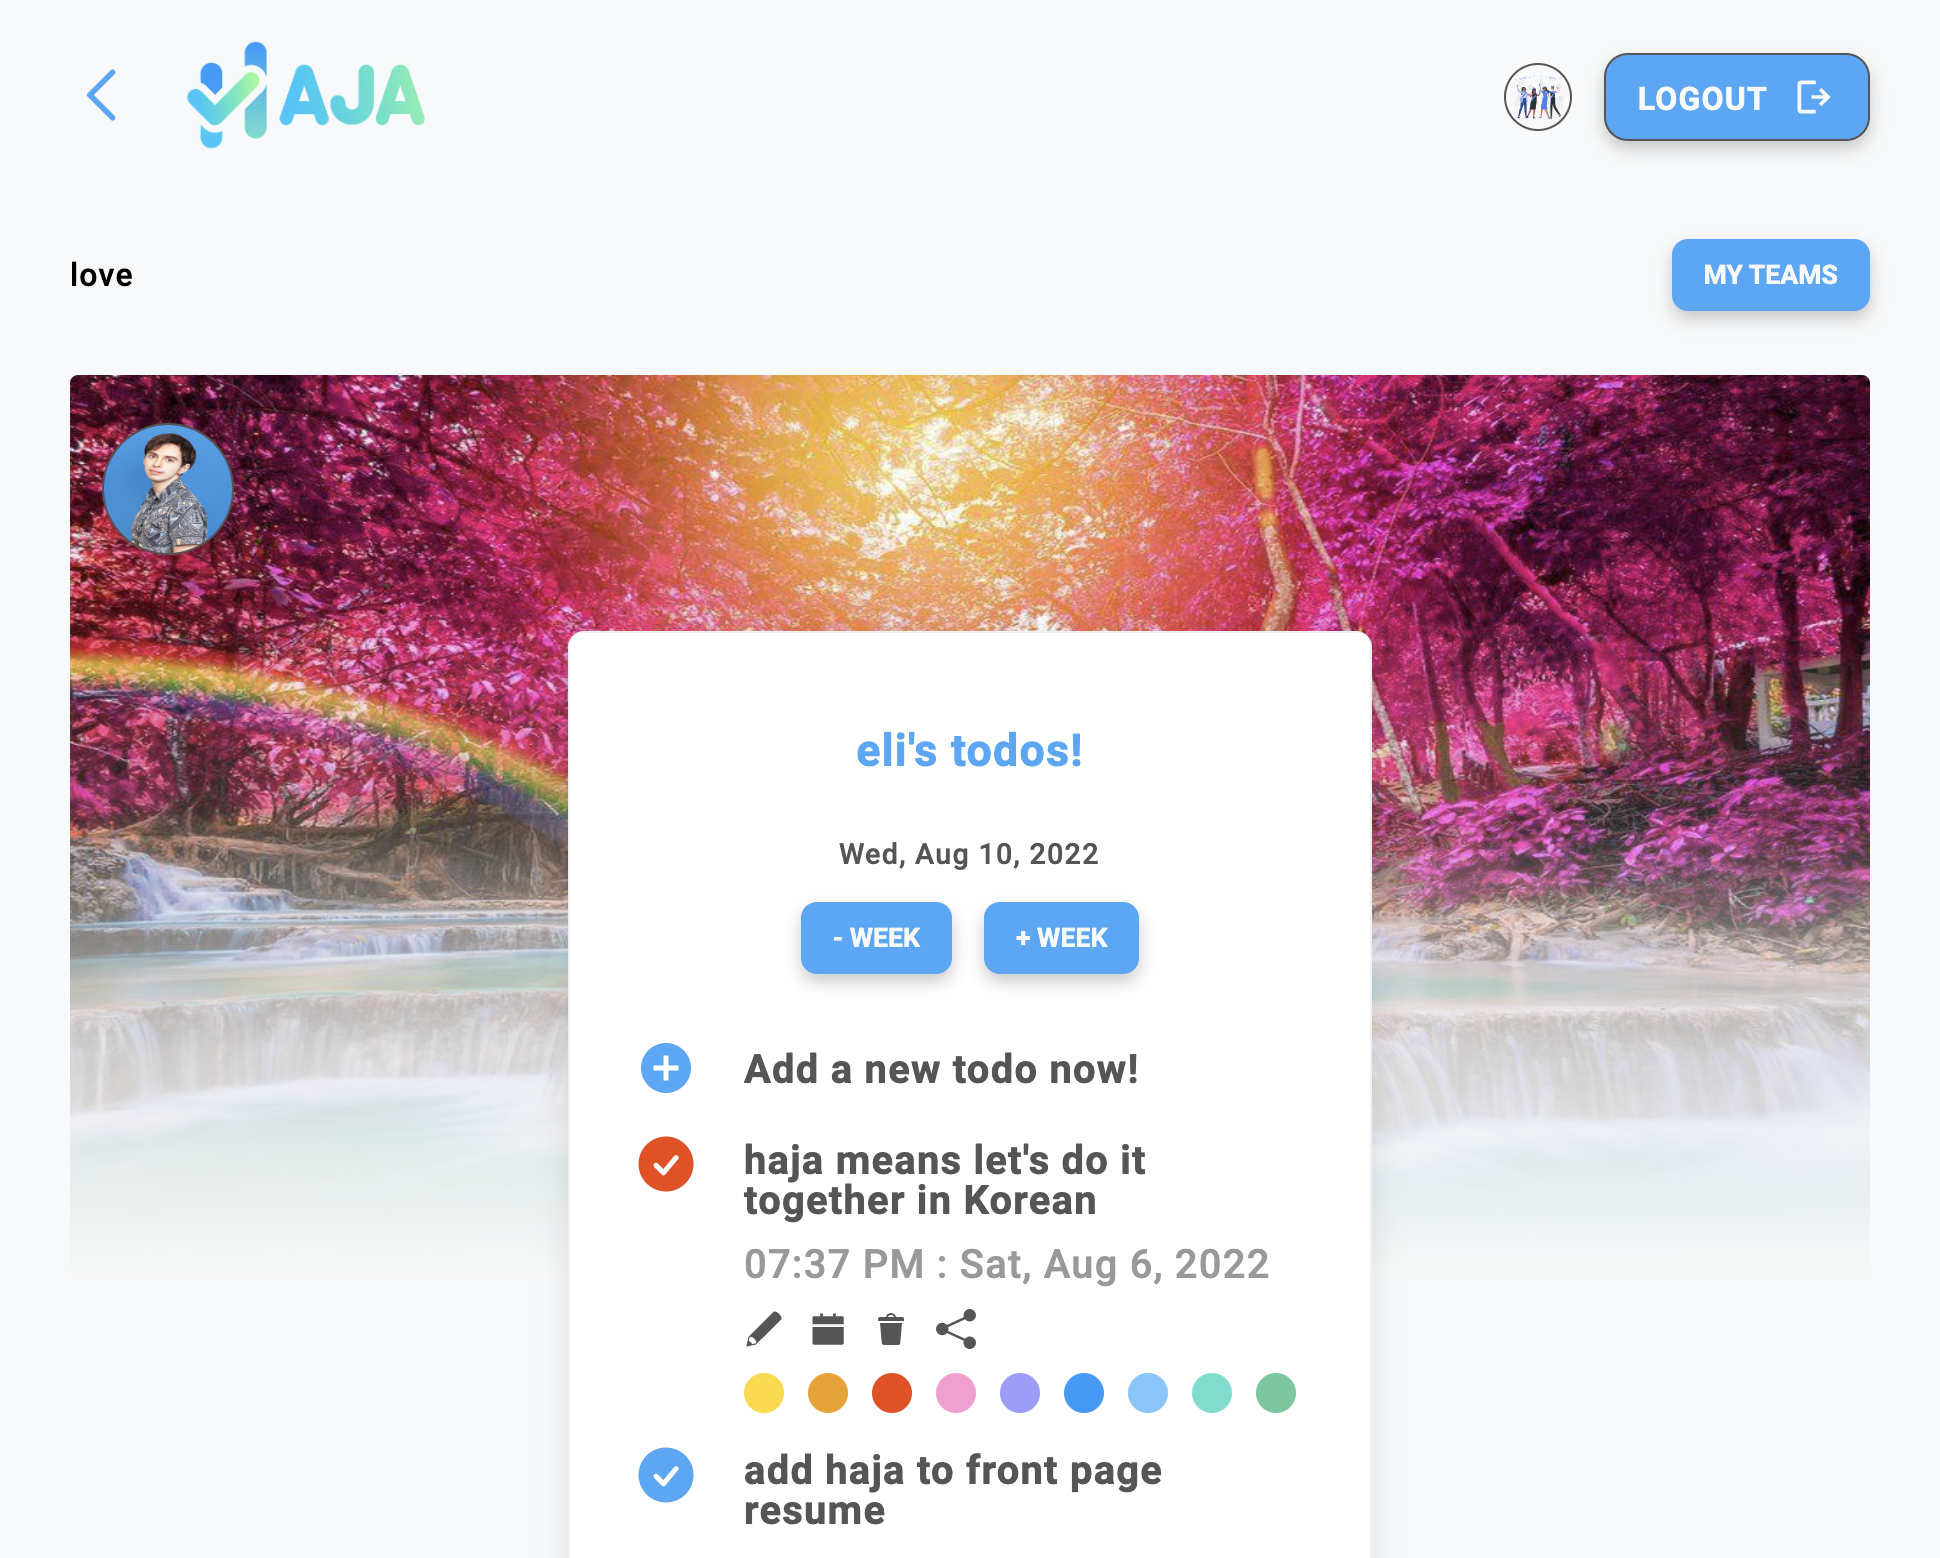 HAJA
LOGOUT
love
MY TEAMS
eli's todos!
Wed, Aug 10, 2022
- WEEK
+ WEEK
Add a new todo now!
haja means let's do it
together in Korean
07:37 PM : Sat, Aug 6, 2022
add haja to front page
resume